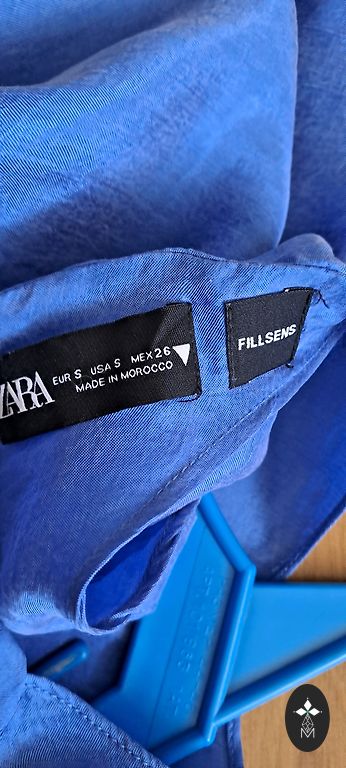 ZARA
EUR S USA S MEX 26
MADE IN MOROCCO
FILLSENS